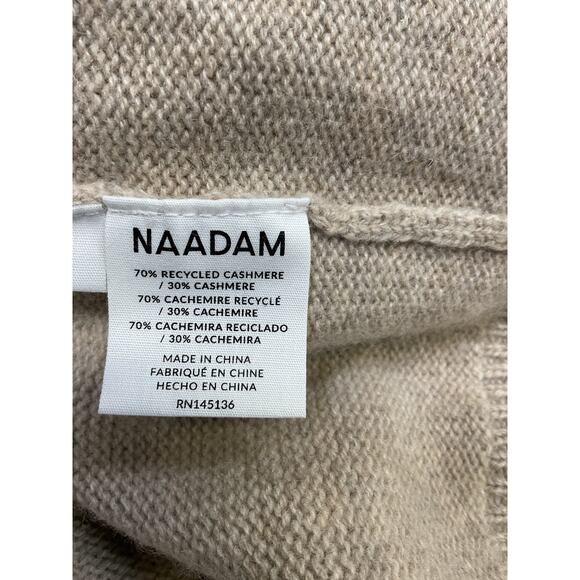 NAADAM
70% RECYCLED CASHMERE
/ 30% CASHMERE
70% CACHEMIRE RECYCLÉ
/ 30% CACHEMIRE
70% CACHEMIRA RECICLADO
/ 30% CACHEMIRA
MADE IN CHINA
FABRIQUÉ EN CHINE
HECHO EN CHINA
RN145136